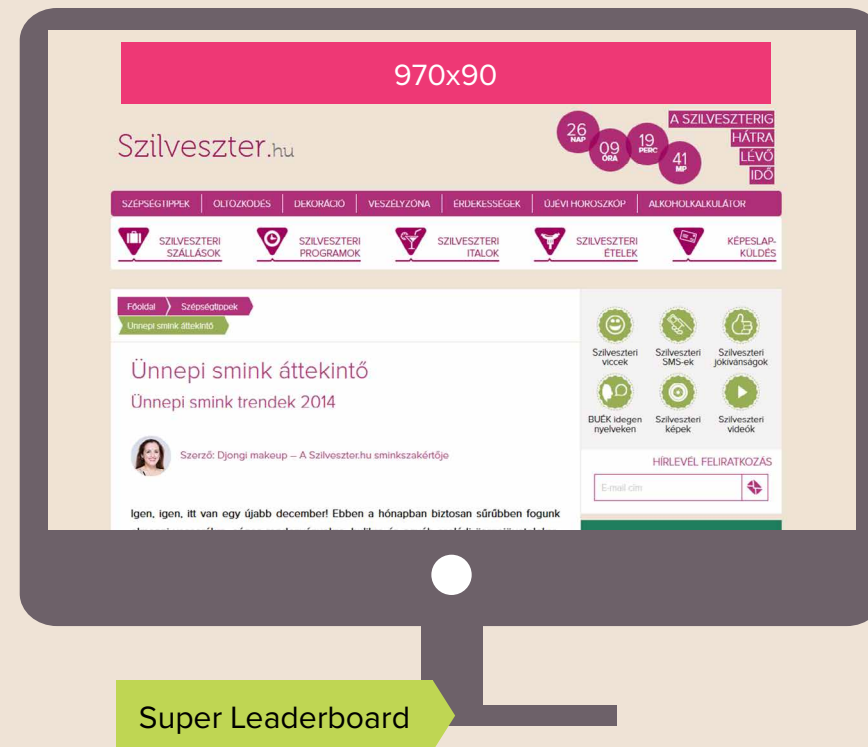 970x90
Szilveszter.hu
26 NAP
09 ÓRA
19 PERC
41 MP
A SZILVESZTERIG
HÁTRA
LÉVŐ
IDŐ
SZÉPSÉGTIPPEK
ÖLTÖZKÖDÉS
DEKORÁCIÓ
VESZÉLYZÓNA
ÉRDEKESSÉGEK
ÚJÉVI HOROSZKÓP
ALKOHOLKALKULÁTOR
SZILVESZTERI
SZÁLLÁSOK
SZILVESZTERI
PROGRAMOK
SZILVESZTERI
ITALOK
SZILVESZTERI
ÉTELEK
KÉPESLAP-
KÜLDÉS
Főoldal
Szépségtippek
Ünnepi smink áttekintő
Ünnepi smink áttekintő
Ünnepi smink trendek 2014
Szerző: Djongi makeup – A Szilveszter.hu sminkszakértője
Igen, igen, itt van egy újabb december! Ebben a hónapban biztosan sűrűbben fogunk
Szilveszteri
viccek
Szilveszteri
SMS-ek
Szilveszteri
jókívánságok
BUÉK idegen
nyelveken
Szilveszteri
képek
Szilveszteri
videók
HÍRLEVÉL FELIRATKOZÁS
E-mail cím
Super Leaderboard